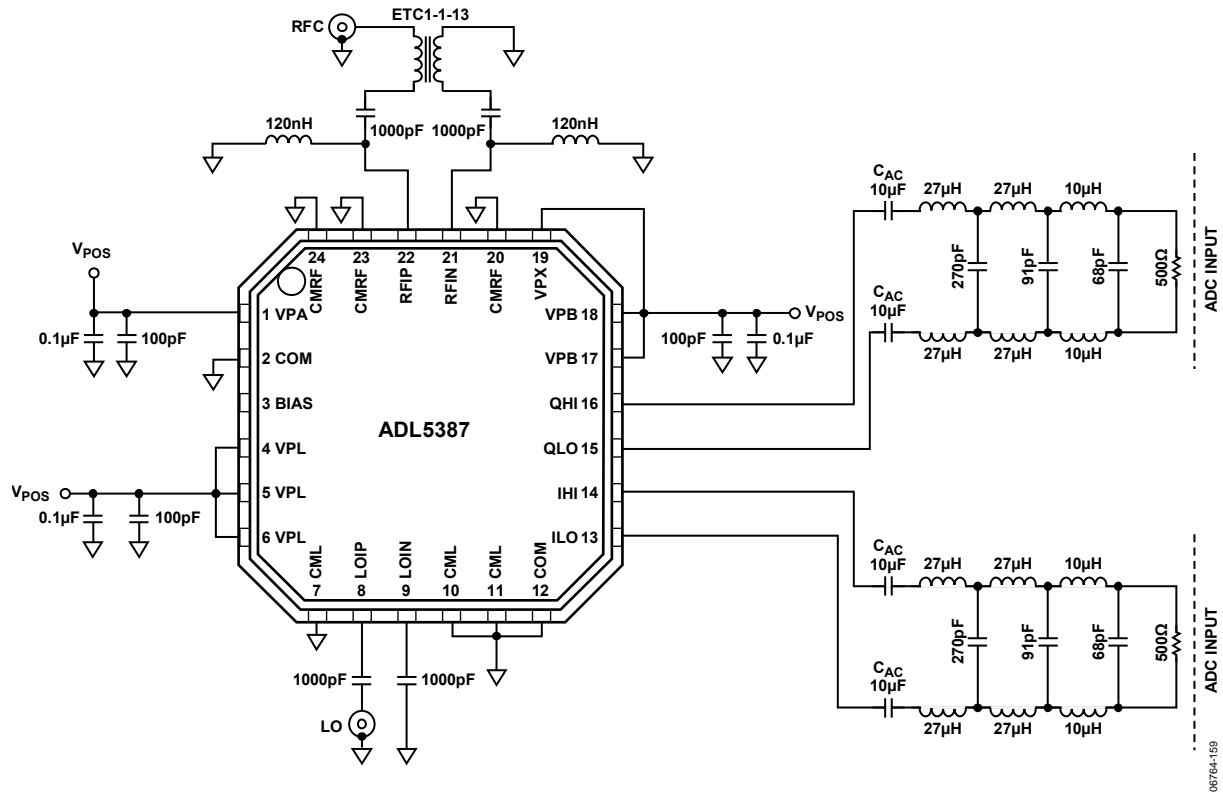 ETC1-1-13
RFC
120nH
1000pF
1000pF
120nH
VPOS
0.1µF
100pF
24 CMRF
23 CMRF
22 RFIP
21 RFIN
20 CMRF
19 VPX
1 VPA
2 COM
3 BIAS
4 VPL
5 VPL
6 VPL
VPOS
0.1µF
100pF
ADL5387
VPB 18
VPB 17
QHI 16
QLO 15
IHI 14
ILO 13
100pF
0.1µF
VPOS
CML 7
LOIP 8
LOIN 9
CML 10
CML 11
COM 12
1000pF
1000pF
LO
CAC
10µF
27µH
27µH
10µH
270pF
91pF
68pF
500Ω
ADC INPUT
CAC
10µF
27µH
27µH
10µH
CAC
10µF
27µH
27µH
10µH
270pF
91pF
68pF
500Ω
ADC INPUT
CAC
10µF
27µH
27µH
10µH
06764-159